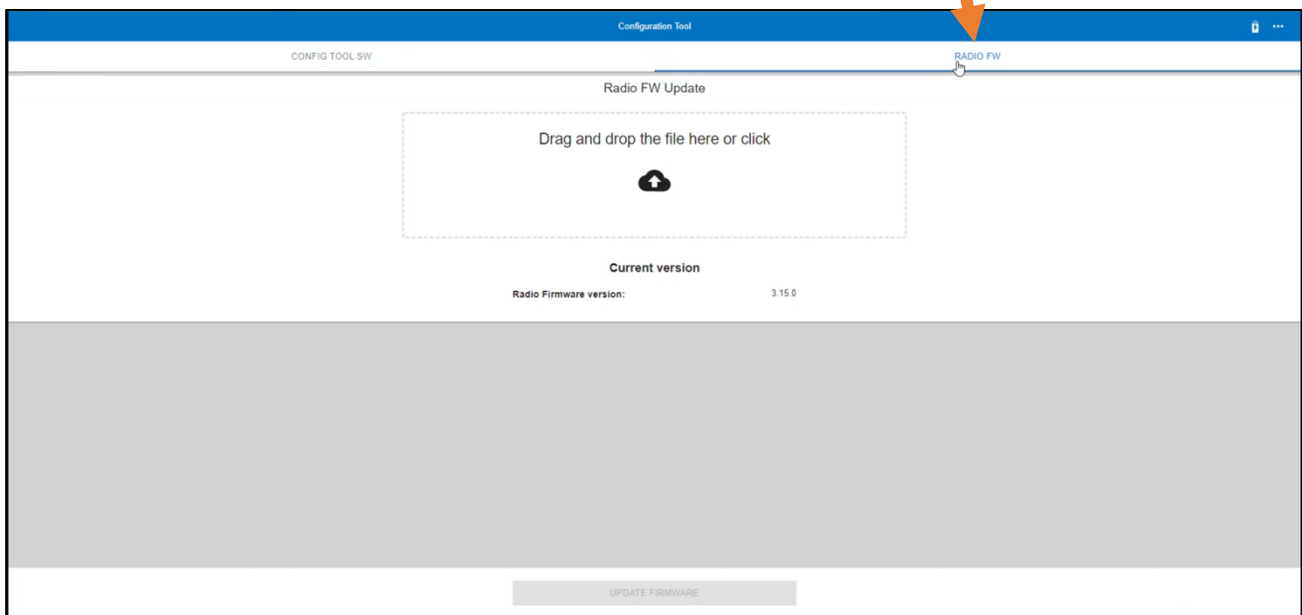 Configuration Tool
CONFIG TOOL SW
RADIO FW
Radio FW Update
Drag and drop the file here or click
Current version
Radio Firmware version: 3.15.0
UPDATE FIRMWARE